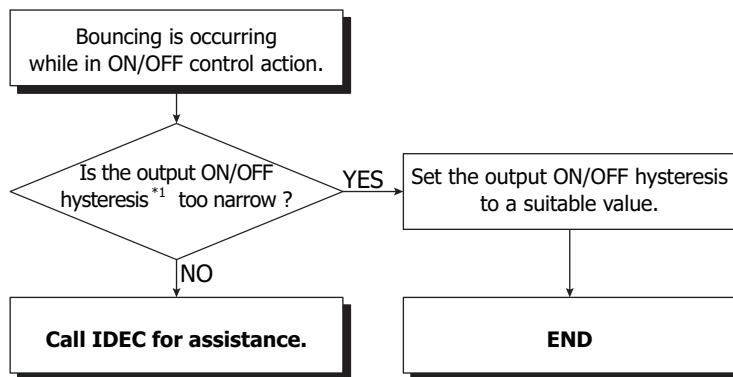 Bouncing is occurring
while in ON/OFF control action.
Is the output ON/OFF
hysteresis *1 too narrow ?
YES
Set the output ON/OFF hysteresis
to a suitable value.
NO
Call IDEC for assistance.
END